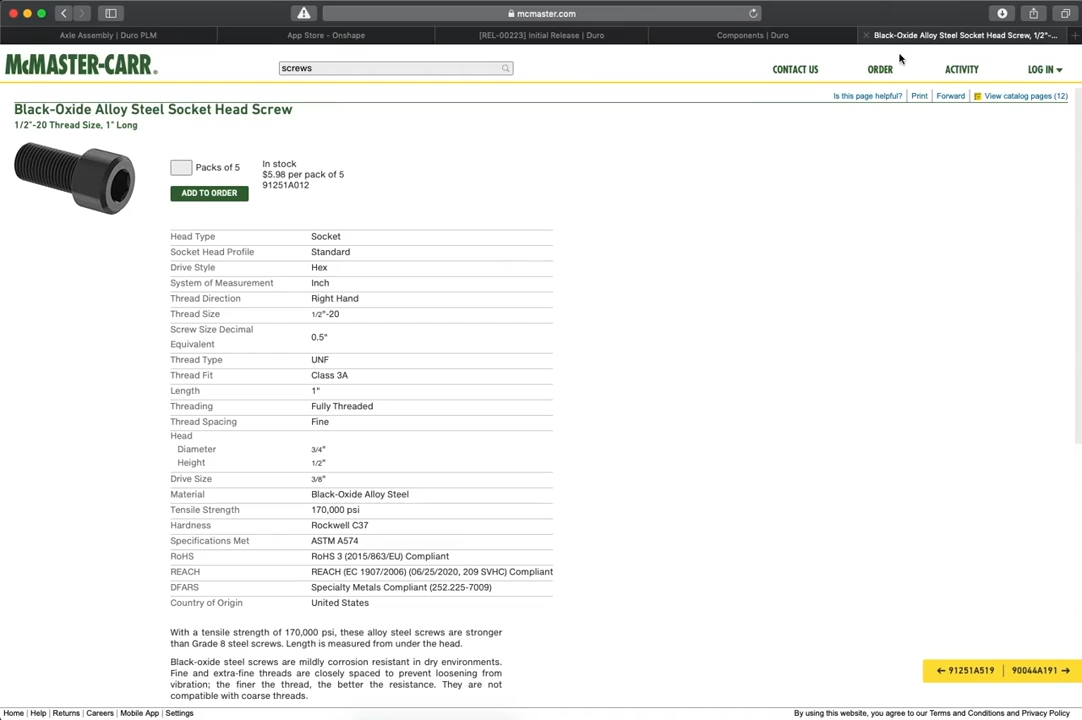 mcmaster.com
Axle Assembly | Duro PLM
App Store - Onshape
[REL-00223] Initial Release | Duro
Components | Duro
Black-Oxide Alloy Steel Socket Head Screw, 1/2"-...
McMASTER-CARR.
screws
CONTACT US
ORDER
ACTIVITY
LOG IN
Is this page helpful?
Print
Forward
View catalog pages (12)
Black-Oxide Alloy Steel Socket Head Screw
1/2"-20 Thread Size, 1" Long
Packs of 5
ADD TO ORDER
In stock
$5.98 per pack of 5
91251A012
Head Type Socket
Socket Head Profile Standard
Drive Style Hex
System of Measurement Inch
Thread Direction Right Hand
Thread Size 1/2"-20
Screw Size Decimal
Equivalent 0.5"
Thread Type UNF
Thread Fit Class 3A
Length 1"
Threading Fully Threaded
Thread Spacing Fine
Head
Diameter 3/4"
Height 1/2"
Drive Size 3/8"
Material Black-Oxide Alloy Steel
Tensile Strength 170,000 psi
Hardness Rockwell C37
Specifications Met ASTM A574
RoHS RoHS 3 (2015/863/EU) Compliant
REACH REACH (EC 1907/2006) (06/25/2020, 209 SVHC) Compliant
DFARS Specialty Metals Compliant (252.225-7009)
Country of Origin United States
With a tensile strength of 170,000 psi, these alloy steel screws are stronger
than Grade 8 steel screws. Length is measured from under the head.
Black-oxide steel screws are mildly corrosion resistant in dry environments.
Fine and extra-fine threads are closely spaced to prevent loosening from
vibration; the finer the thread, the better the resistance. They are not
compatible with coarse threads.
← 91251A519 | 90044A191 →
Home | Help | Returns | Careers | Mobile App | Settings
By using this website, you agree to our Terms and Conditions and Privacy Policy